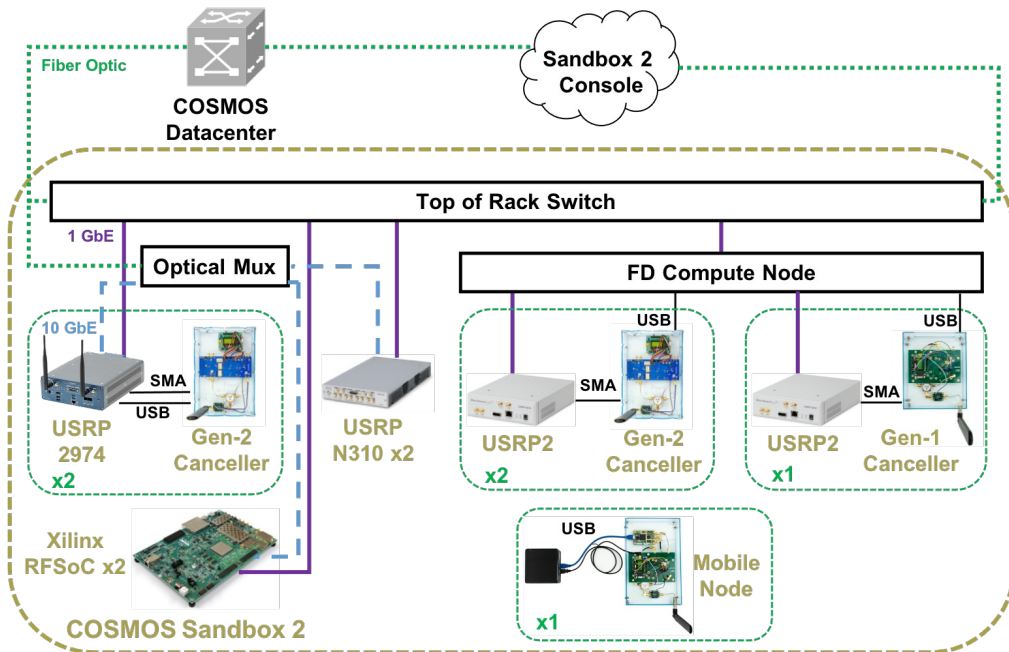 Fiber Optic
COSMOS
Datacenter
Sandbox 2
Console
Top of Rack Switch
1 GbE
Optical Mux
FD Compute Node
10 GbE
SMA
USB
USRP
2974
Gen-2
Canceller
x2
USRP
N310 x2
USB
SMA
USRP2
Gen-2
Canceller
x2
USB
SMA
USRP2
Gen-1
Canceller
x1
Xilinx
RFSoC x2
USB
Mobile
Node
x1
COSMOS Sandbox 2